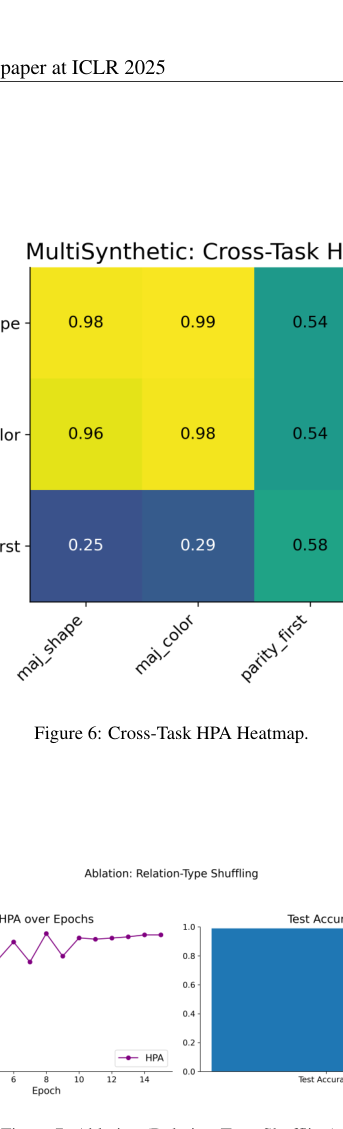 paper at ICLR 2025
MultiSynthetic: Cross-Task H
pe 0.98 0.99 0.54
lor 0.96 0.98 0.54
rst 0.25 0.29 0.58
maj_shape maj_color parity_first
Figure 6: Cross-Task HPA Heatmap.
Ablation: Relation-Type Shuffling
HPA over Epochs
HPA
6 8 10 12 14
Epoch
Test Accu
1.0
0.8
0.6
0.4
0.2
0.0
Test Accura